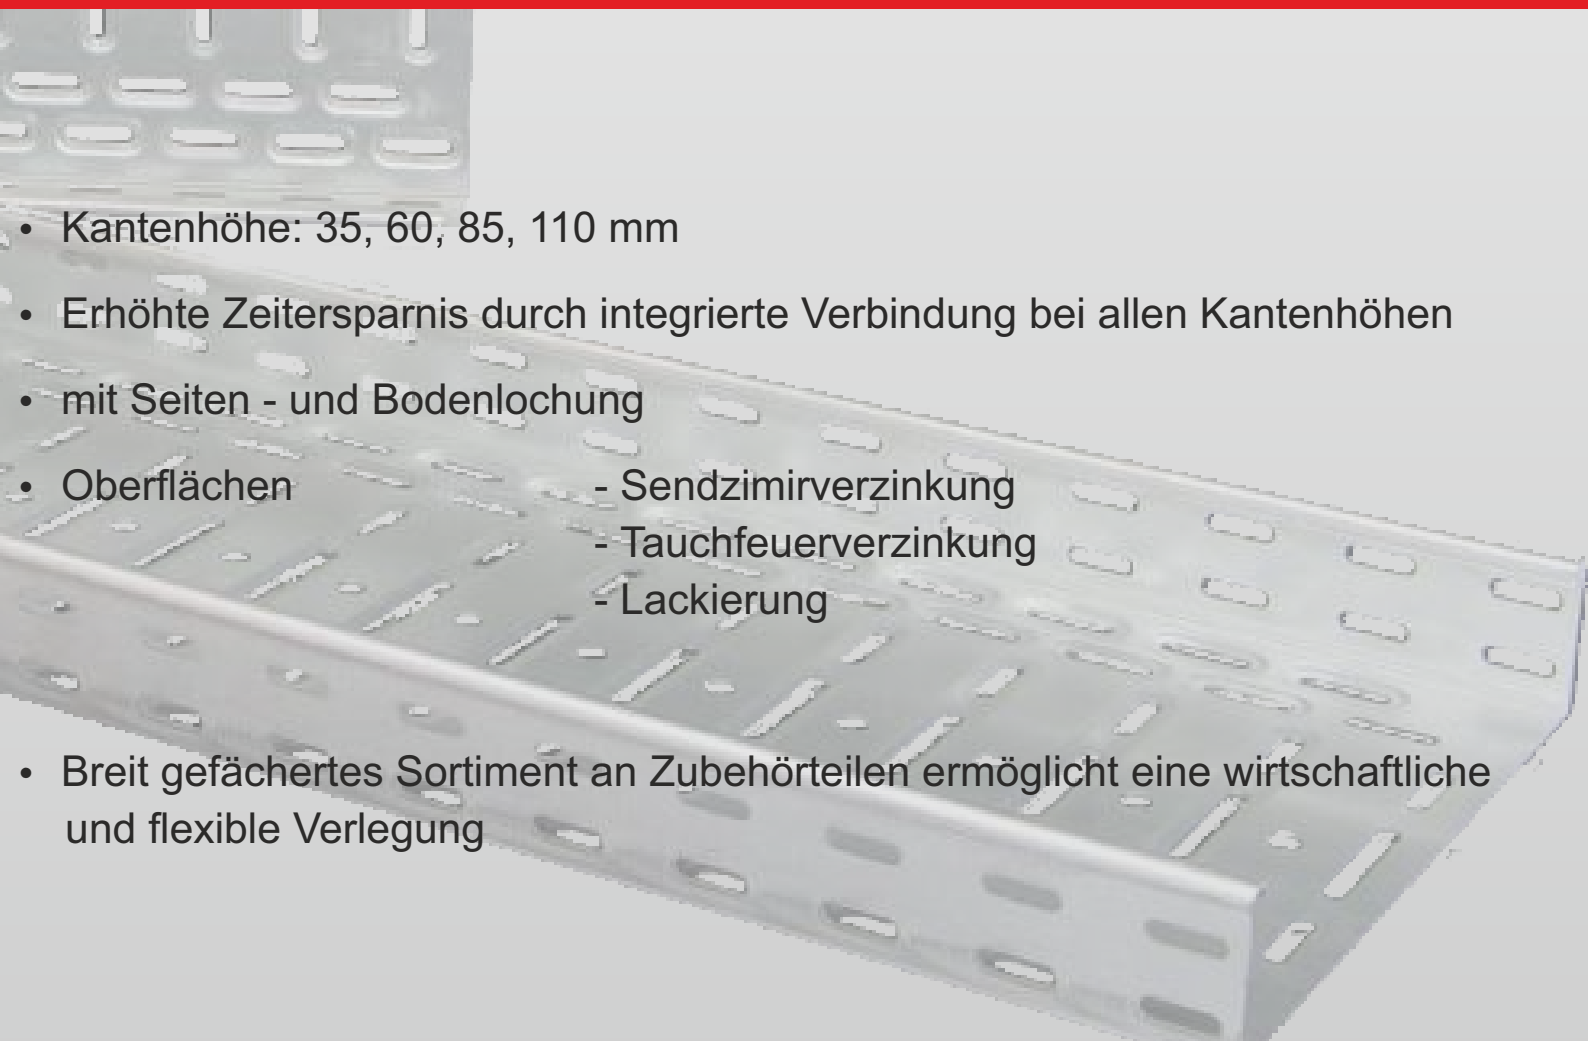 • Kantenhöhe: 35, 60, 85, 110 mm
• Erhöhte Zeitersparnis durch integrierte Verbindung bei allen Kantenhöhen
• mit Seiten - und Bodenlochung
• Oberflächen - Sendzimirverzinkung
- Tauchfeuerverzinkung
- Lackierung
• Breit gefächertes Sortiment an Zubehörteilen ermöglicht eine wirtschaftliche
und flexible Verlegung